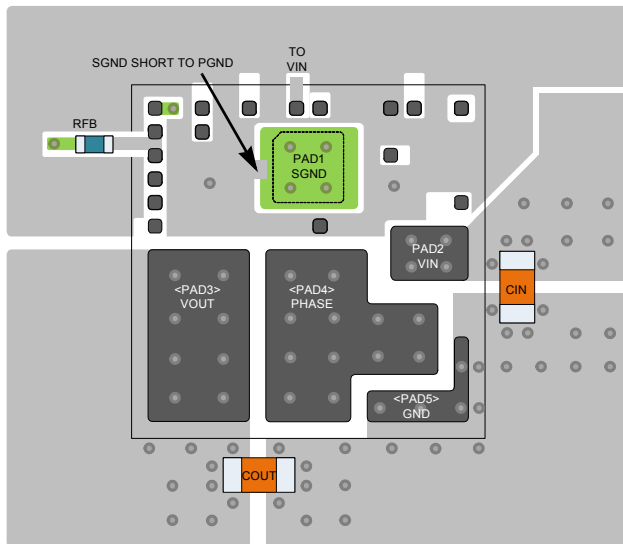 TO
VIN
SGND SHORT TO PGND
RFB
PAD1
SGND
PAD2
VIN
<PAD3>
VOUT
<PAD4>
PHASE
CIN
<PAD5>
GND
COUT